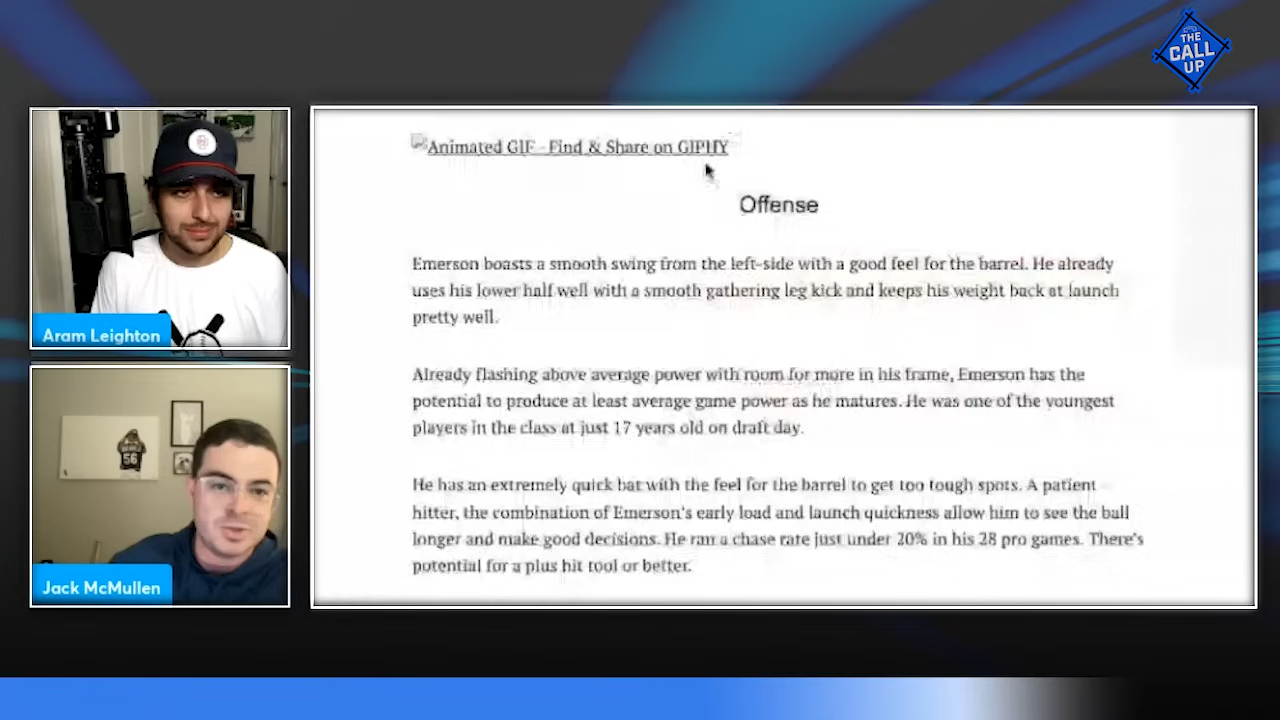 THE
CALL
UP
Animated GIF - Find & Share on GIPHY
Offense
Emerson boasts a smooth swing from the left-side with a good feel for the barrel. He already
uses his lower half well with a smooth gathering leg kick and keeps his weight back at launch
pretty well.
Already flashing above average power with room for more in his frame, Emerson has the
potential to produce at least average game power as he matures. He was one of the youngest
players in the class at just 17 years old on draft day.
He has an extremely quick bat with the feel for the barrel to get too tough spots. A patient
hitter, the combination of Emerson's early load and launch quickness allow him to see the ball
longer and make good decisions. He ran a chase rate just under 20% in his 28 pro games. There's
potential for a plus hit tool or better.
Aram Leighton
56
Jack McMullen